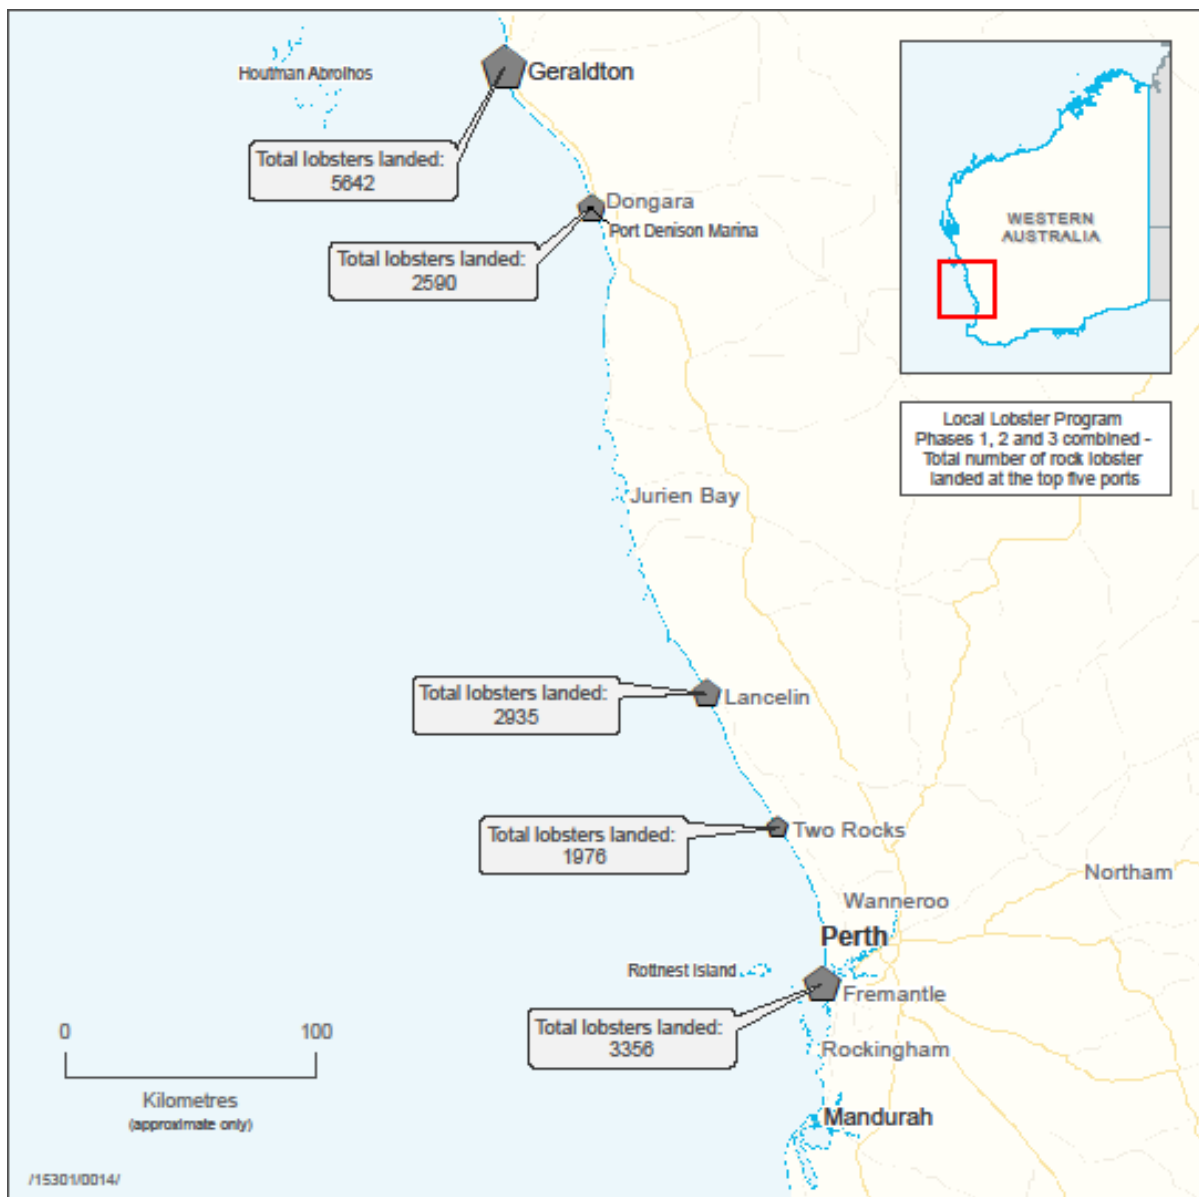 Houtman Abrolhos
Geraldton
Total lobsters landed:
5642
Dongara
Port Denison Marina
Total lobsters landed:
2590
WESTERN
AUSTRALIA
Local Lobster Program
Phases 1, 2 and 3 combined -
Total number of rock lobster
landed at the top five ports
Jurien Bay
Total lobsters landed:
2935
Lancelin
Total lobsters landed:
1976
Two Rocks
Northam
Wanneroo
Perth
Rottnest Island
Fremantle
Total lobsters landed:
3356
Rockingham
0 100
Kilometres
(approximate only)
Mandurah
/15301/0014/